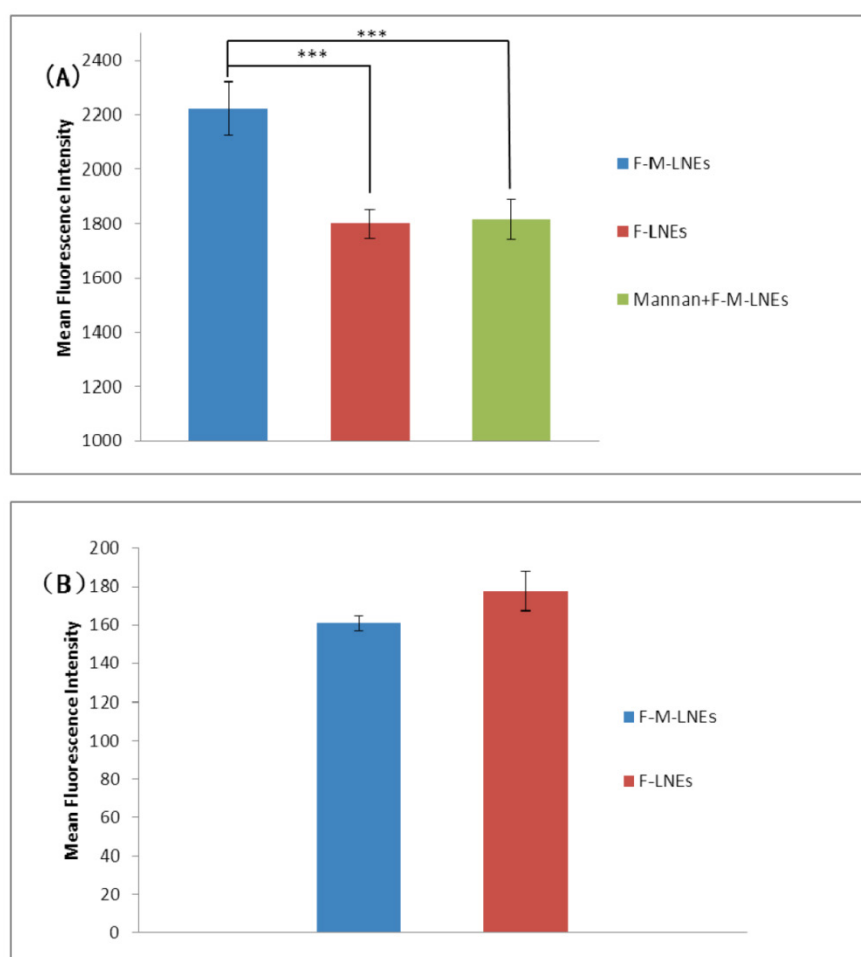 (A)
Mean Fluorescence Intensity
2400
2200
2000
1800
1600
1400
1200
1000
***
***
F-M-LNEs
F-LNEs
Mannan+F-M-LNEs
(B)
Mean Fluorescence Intensity
200
180
160
140
120
100
80
60
40
20
0
F-M-LNEs
F-LNEs